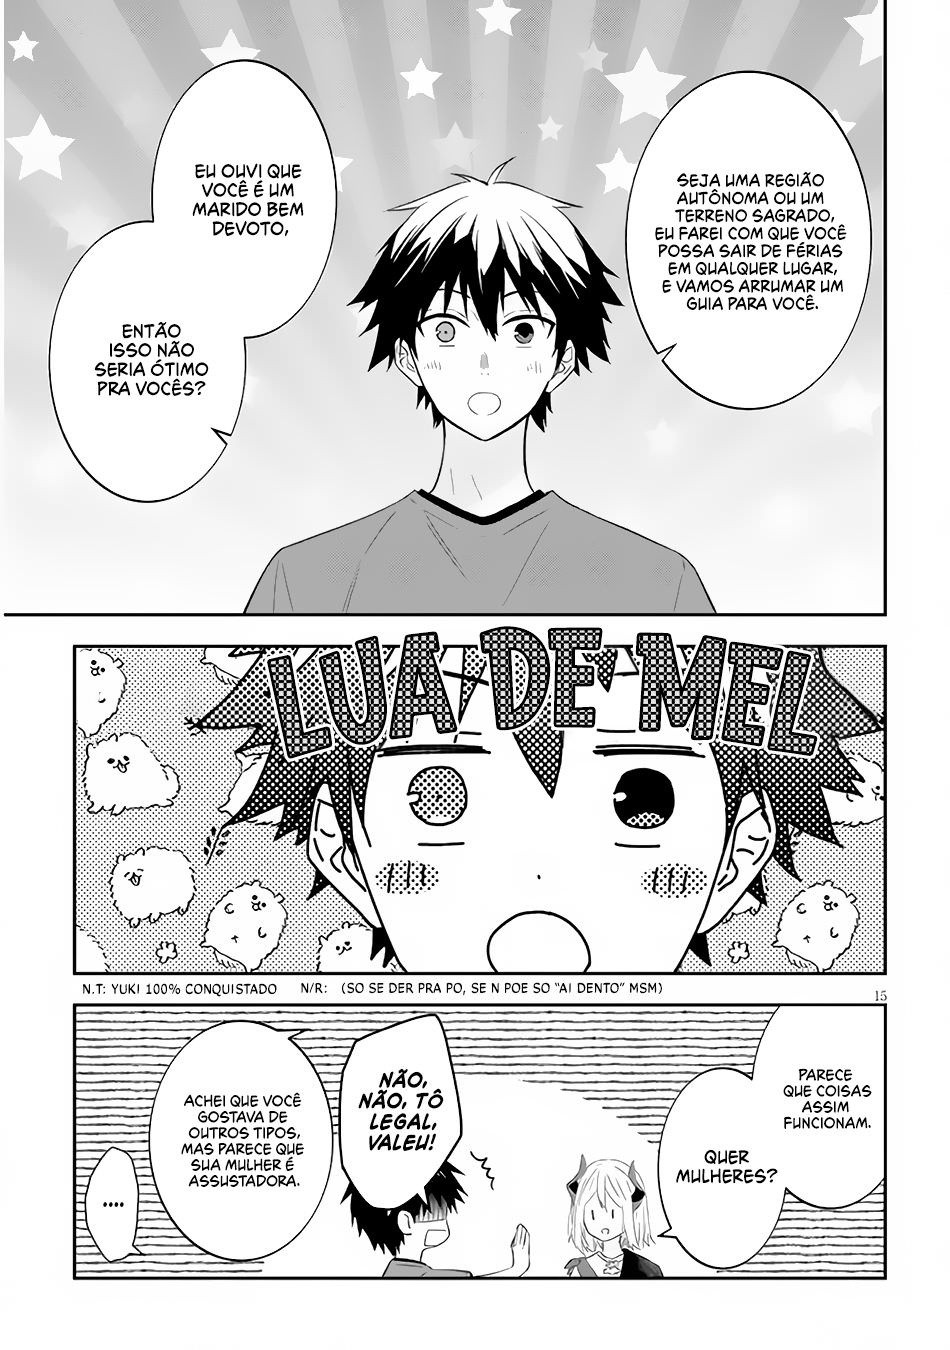 SEJA UMA REGIÃO
AUTÔNOMA OU UM
TERRENO SAGRADO,
EU FAREI COM QUE VOCÊ
POSSA SAIR DE FÉRIAS
EM QUALQUER LUGAR,
E VAMOS ARRUMAR UM
GUIA PARA VOCÊ.
EU OUVI QUE
VOCÊ É UM
MARIDO BEM
DEVOTO,
ENTÃO
ISSO NÃO
SERIA ÓTIMO
PRA VOCÊS?
LUA DE MEL
N.T: YUKI 100% CONQUISTADO N/R: (SO SE DER PRA PO, SE N POE SO "AI DENTO" MSM)
15
PARECE
QUE COISAS
ASSIM
FUNCIONAM.
QUER
MULHERES?
NÃO,
NÃO, TÔ
LEGAL,
VALEU!
ACHEI QUE VOCÊ
GOSTAVA DE
OUTROS TIPOS,
MAS PARECE QUE
SUA MULHER É
ASSUSTADORA.
....